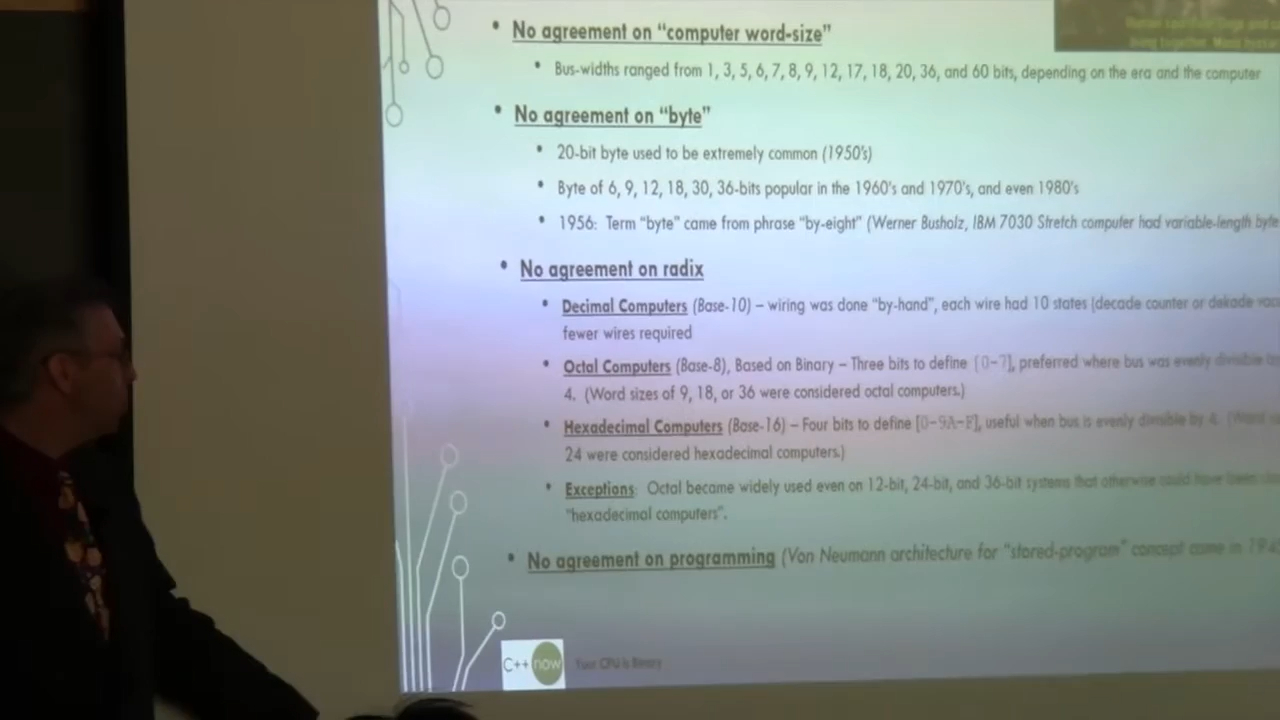 • No agreement on “computer word-size”
• Bus-widths ranged from 1, 3, 5, 6, 7, 8, 9, 12, 17, 18, 20, 36, and 60 bits, depending on the era and the computer
• No agreement on “byte”
• 20-bit byte used to be extremely common (1950's)
• Byte of 6, 9, 12, 18, 30, 36-bits popular in the 1960's and 1970's, and even 1980's
• 1956: Term “byte” came from phrase “by-eight” (Werner Busholz, IBM 7030 Stretch computer had variable-length byte
• No agreement on radix
• Decimal Computers (Base-10) – wiring was done “by-hand”, each wire had 10 states (decade counter or dekade
fewer wires required
• Octal Computers (Base-8), Based on Binary – Three bits to define [0-7], preferred where bus was evenly divisible
4. (Word sizes of 9, 18, or 36 were considered octal computers.)
• Hexadecimal Computers (Base-16) – Four bits to define [0-9A-F], useful when bus is evenly divisible by 4. (Word
24 were considered hexadecimal computers.)
• Exceptions: Octal became widely used even on 12-bit, 24-bit, and 36-bit systems that otherwise could have been
"hexadecimal computers".
• No agreement on programming (Von Neumann architecture for "stored-program" concept came in
C++ now
Your CPU is Binary